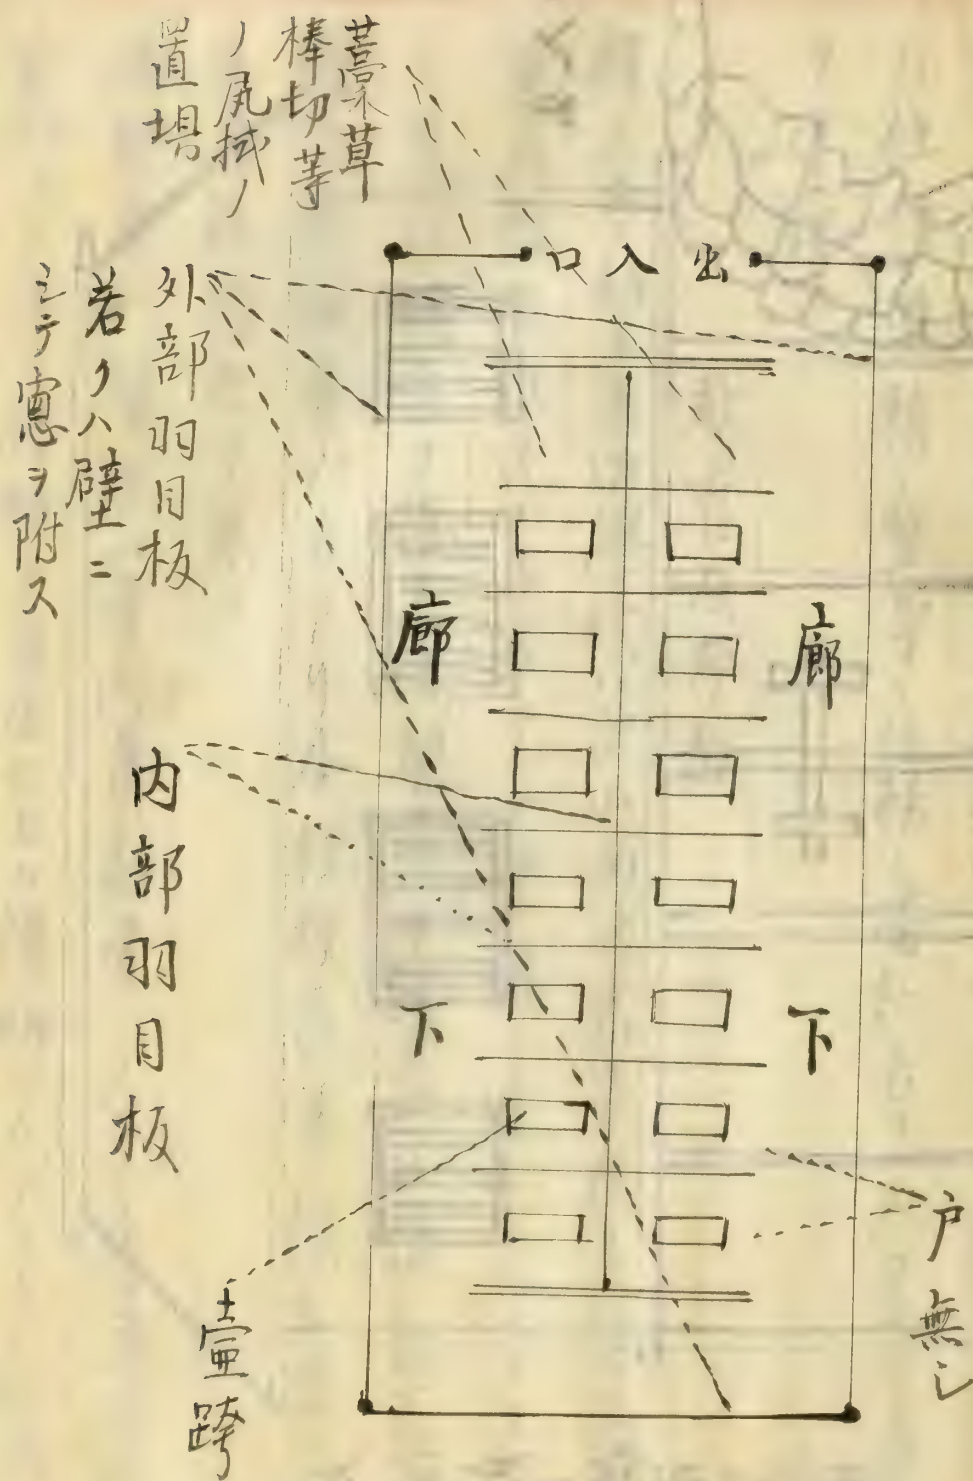 藁草
棒切等
ノ尻拭ノ
置場
口入出
外部羽目板
若クハ壁ニ
シテ窓ヲ附ス
廊下
廊下
内部羽目板
戸無シ
壷跨